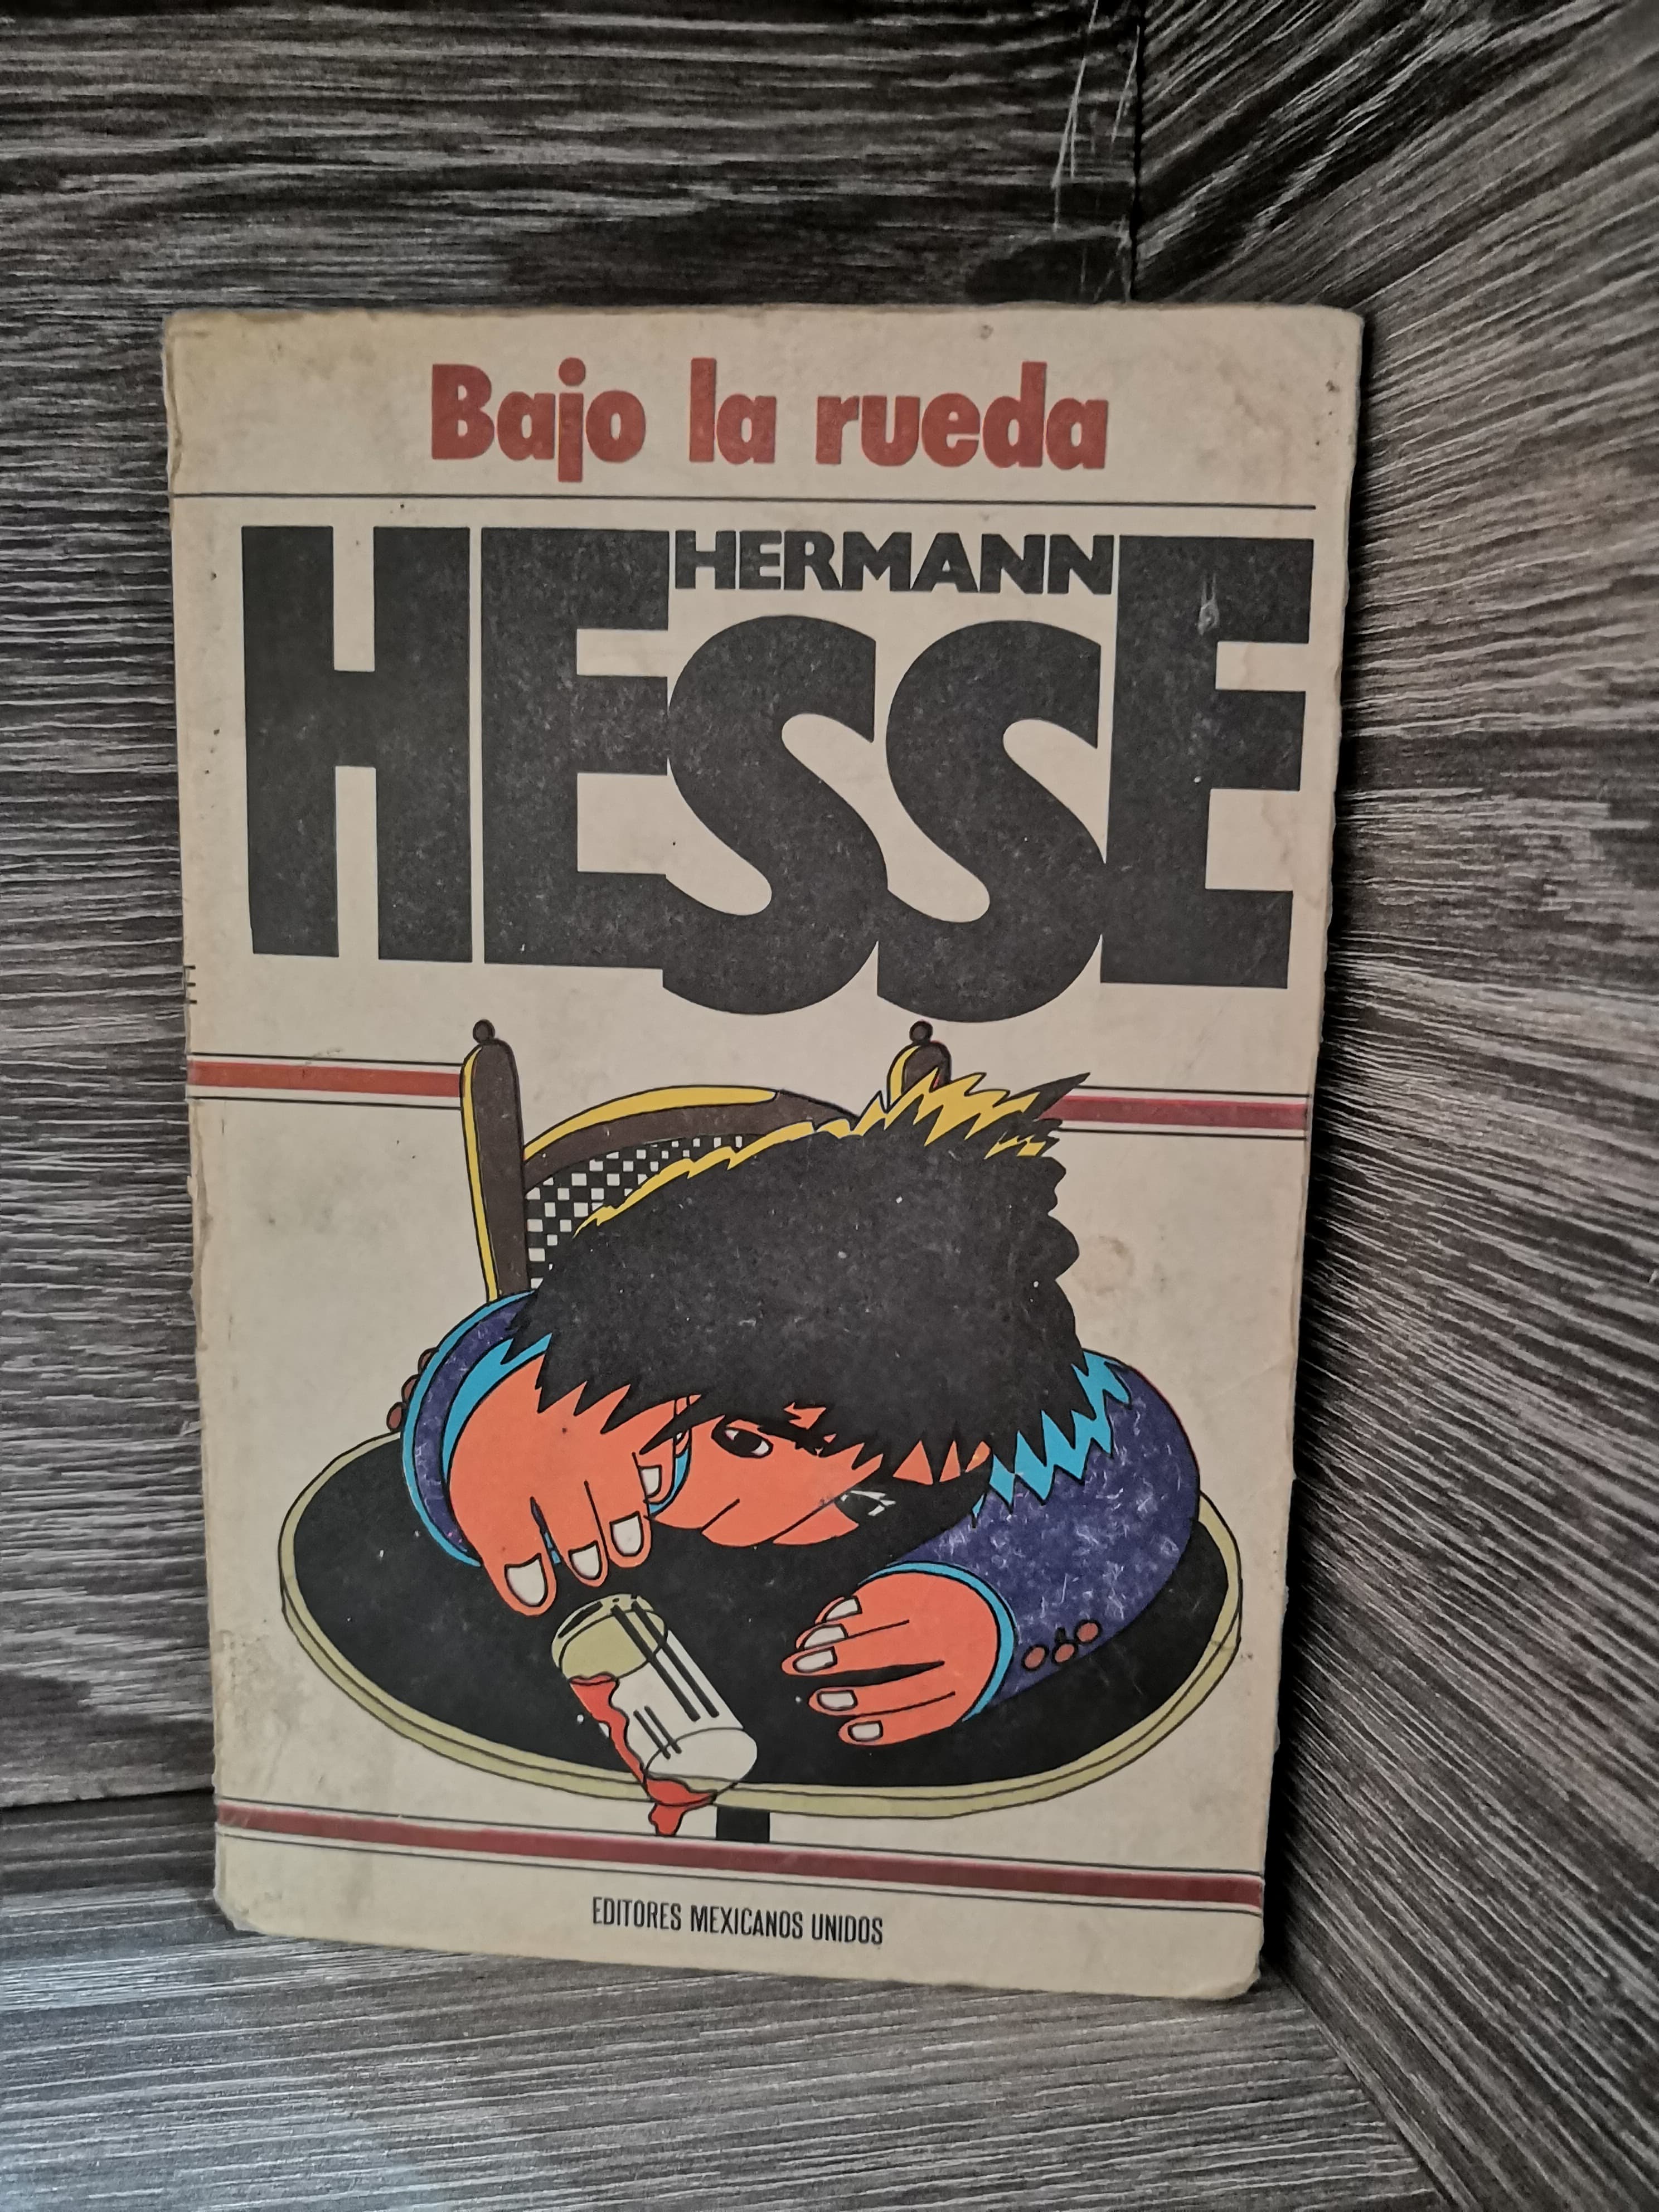 Bajo la rueda
HERMANN
HESSE
EDITORES MEXICANOS UNIDOS